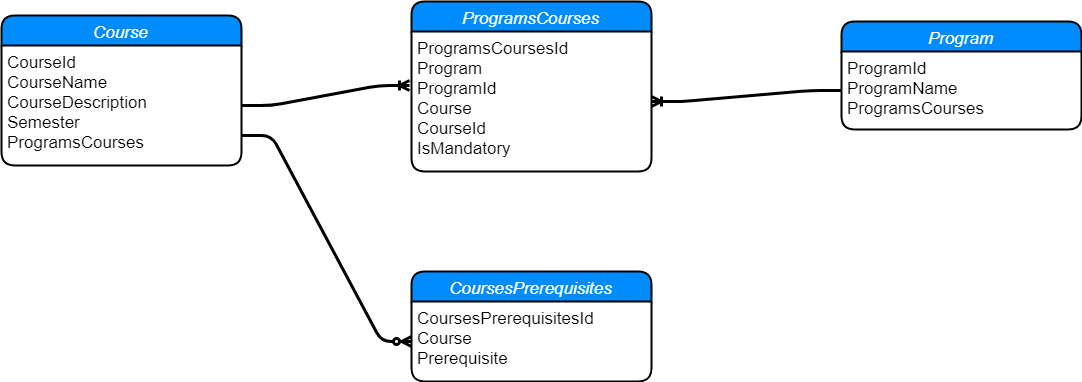 Course
CourseId
CourseName
CourseDescription
Semester
ProgramsCourses
ProgramsCourses
ProgramsCoursesId
Program
ProgramId
Course
CourseId
IsMandatory
Program
ProgramId
ProgramName
ProgramsCourses
CoursesPrerequisites
CoursesPrerequisitesId
Course
Prerequisite